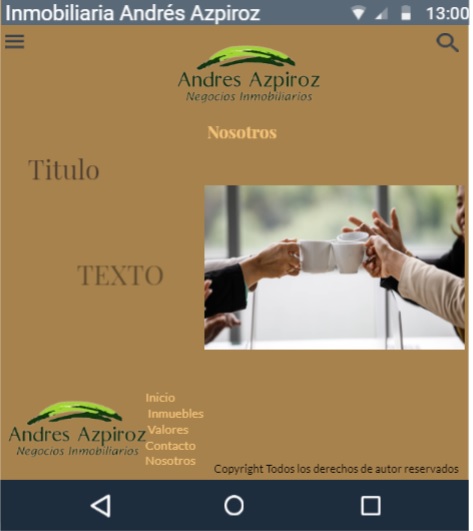 Inmobiliaria Andrés Azpiroz 13:00
Andres Azpiroz
Negocios Inmobiliarios
Nosotros
Titulo
TEXTO
Andres Azpiroz
Negocios Inmobiliarios
Inicio
Inmuebles
Valores
Contacto
Nosotros
Copyright Todos los derechos de autor reservados